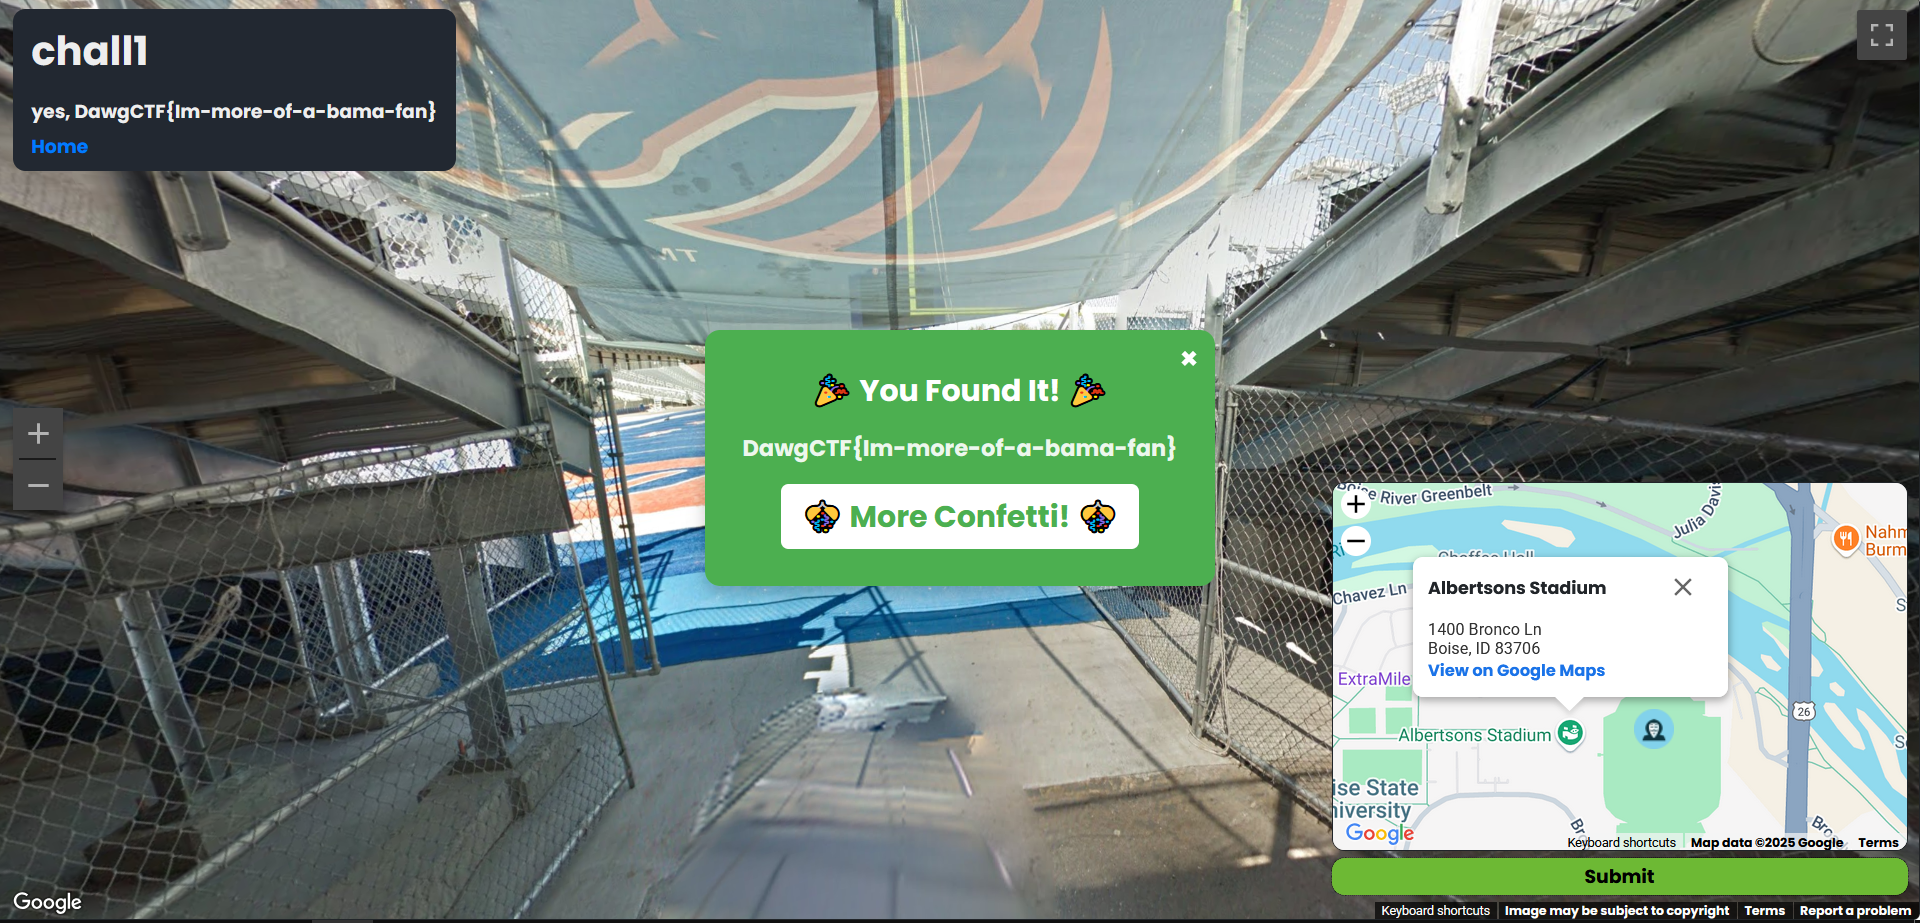 chall1
yes, DawgCTF{Im-more-of-a-bama-fan}
Home
TM
You Found It!
DawgCTF{Im-more-of-a-bama-fan}
More Confetti!
River Greenbelt
Julia Davis
Chaffee Hall
Chavez Ln
Albertsons Stadium
1400 Bronco Ln
Boise, ID 83706
View on Google Maps
ExtraMile
26
Albertsons Stadium
ise State
niversity
Google
Keyboard shortcuts
Map data ©2025 Google
Terms
Submit
Google
Keyboard shortcuts
Image may be subject to copyright
Terms
Report a problem